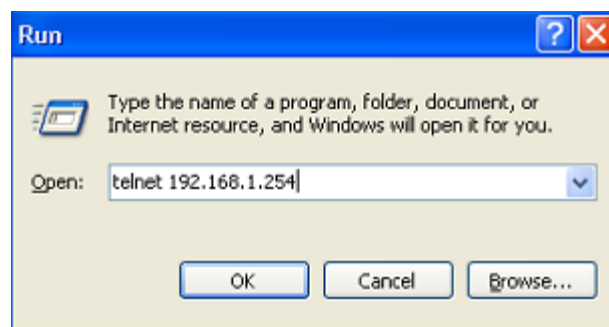 Run
Type the name of a program, folder, document, or
Internet resource, and Windows will open it for you.
Open: telnet 192.168.1.254
OK Cancel Browse...